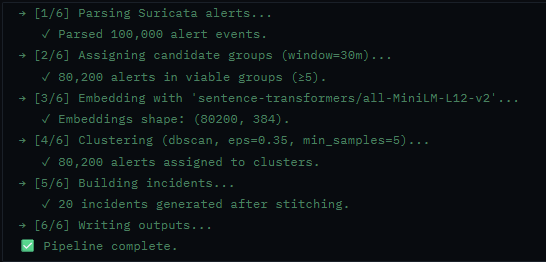 → [1/6] Parsing Suricata alerts...
✓ Parsed 100,000 alert events.
→ [2/6] Assigning candidate groups (window=30m)...
✓ 80,200 alerts in viable groups (≥5).
→ [3/6] Embedding with 'sentence-transformers/all-MiniLM-L12-v2'...
✓ Embeddings shape: (80200, 384).
→ [4/6] Clustering (dbscan, eps=0.35, min_samples=5)...
✓ 80,200 alerts assigned to clusters.
→ [5/6] Building incidents...
✓ 20 incidents generated after stitching.
→ [6/6] Writing outputs...
✅ Pipeline complete.